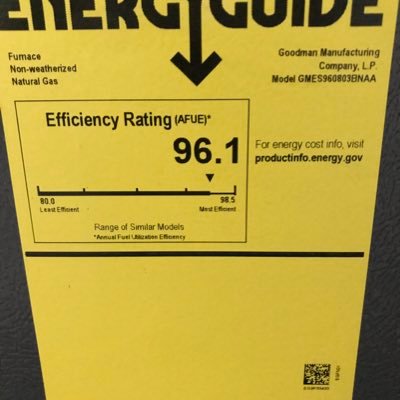 ENERGYGUIDE
Furnace
Non-weatherized
Natural Gas
Goodman Manufacturing
Company, L.P.
Model GMES960803BNAA
Efficiency Rating (AFUE)*
96.1
80.0
Least Efficient
98.5
Most Efficient
Range of Similar Models
*Annual Fuel Utilization Efficiency
For energy cost info, visit
productinfo.energy.gov